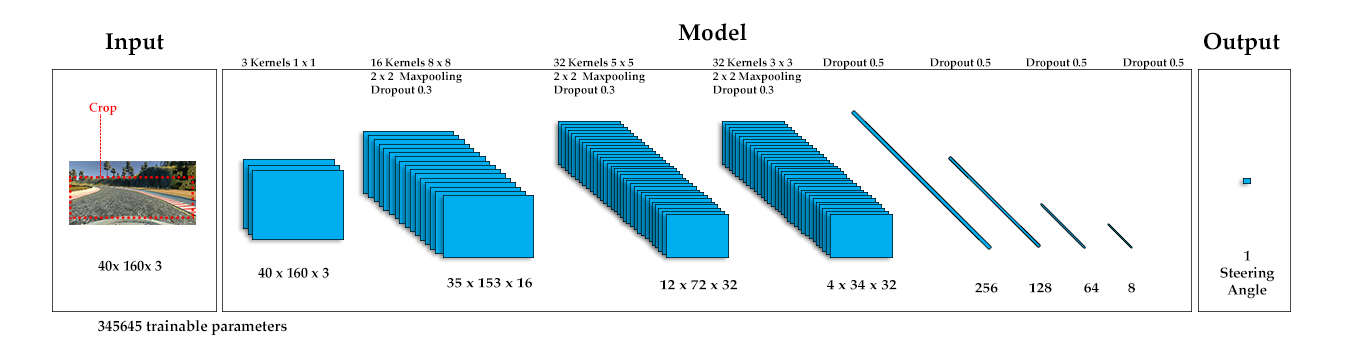 Input
Model
Output
3 Kernels 1 x 1
16 Kernels 8 x 8
2 x 2 Maxpooling
Dropout 0.3
32 Kernels 5 x 5
2 x 2 Maxpooling
Dropout 0.3
32 Kernels 3 x 3
2 x 2 Maxpooling
Dropout 0.3
Dropout 0.5
Dropout 0.5
Dropout 0.5
Dropout 0.5
Crop
40x 160x 3
40 x 160 x 3
35 x 153 x 16
12 x 72 x 32
4 x 34 x 32
256
128
64
8
1
Steering
Angle
345645 trainable parameters